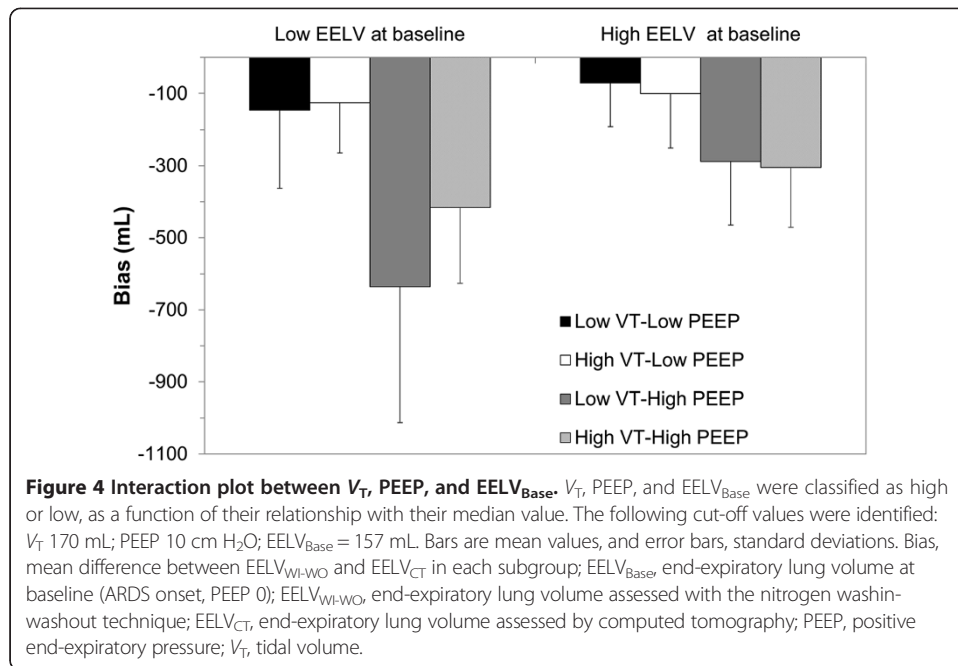 Low EELV at baseline
High EELV at baseline
-100
-300
-500
-700
-900
-1100
Bias (mL)
Low VT-Low PEEP
High VT-Low PEEP
Low VT-High PEEP
High VT-High PEEP
Figure 4 Interaction plot between VT, PEEP, and EELVBase. VT, PEEP, and EELVBase were classified as high
or low, as a function of their relationship with their median value. The following cut-off values were identified:
VT 170 mL; PEEP 10 cm H2O; EELVBase = 157 mL. Bars are mean values, and error bars, standard deviations. Bias,
mean difference between EELVWI-WO and EELVCT in each subgroup; EELVBase, end-expiratory lung volume at
baseline (ARDS onset, PEEP 0); EELVWI-WO, end-expiratory lung volume assessed with the nitrogen washin-
washout technique; EELVCT, end-expiratory lung volume assessed by computed tomography; PEEP, positive
end-expiratory pressure; VT, tidal volume.